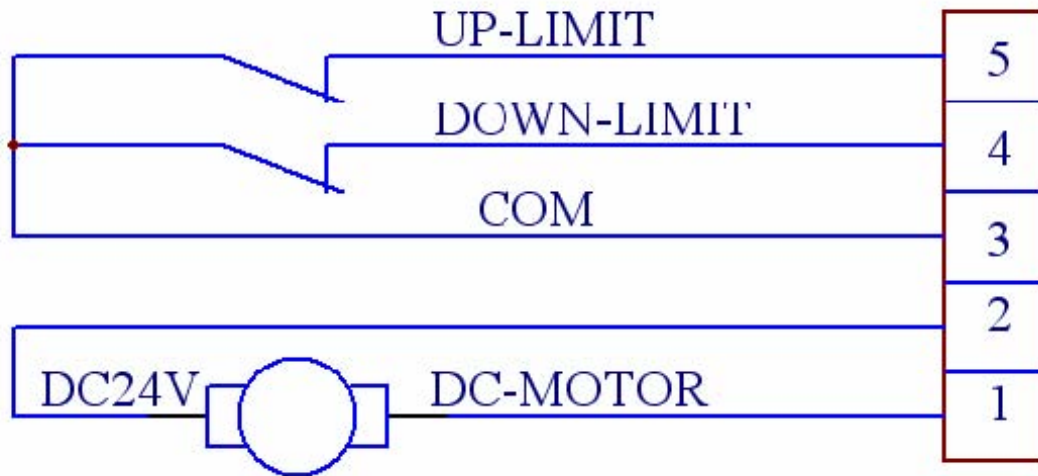 UP-LIMIT 5
DOWN-LIMIT 4
COM 3
2
DC24V DC-MOTOR 1